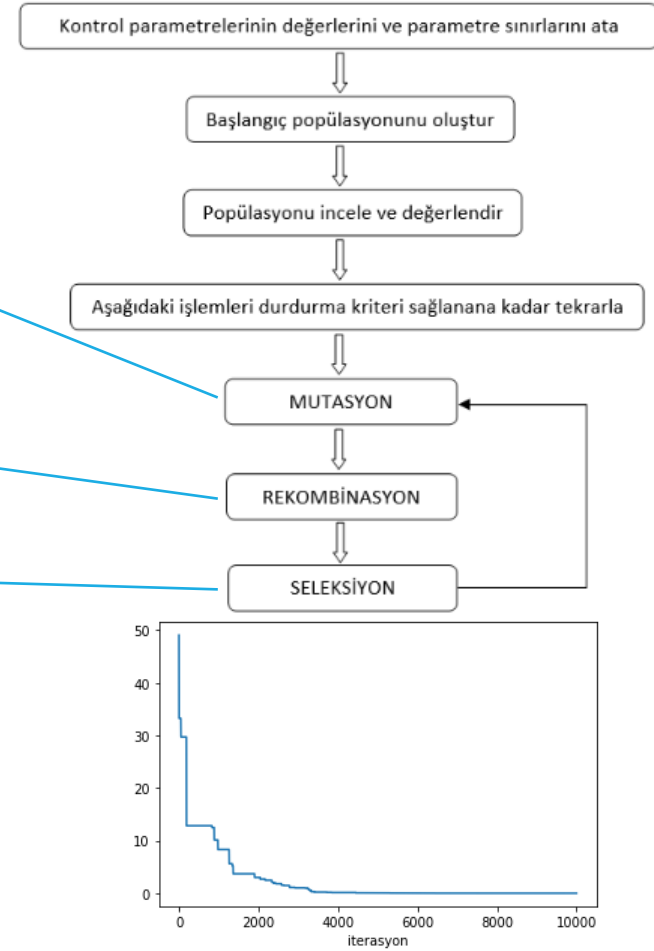 Kontrol parametrelerinin değerlerini ve parametre sınırlarını ata
Başlangıç popülasyonunu oluştur
Popülasyonu incele ve değerlendir
Aşağıdaki işlemleri durdurma kriteri sağlanana kadar tekrarla
MUTASYON
REKOMBİNASYON
SELEKSİYON
50
40
30
20
10
0
0 2000 4000 6000 8000 10000
iterasyon